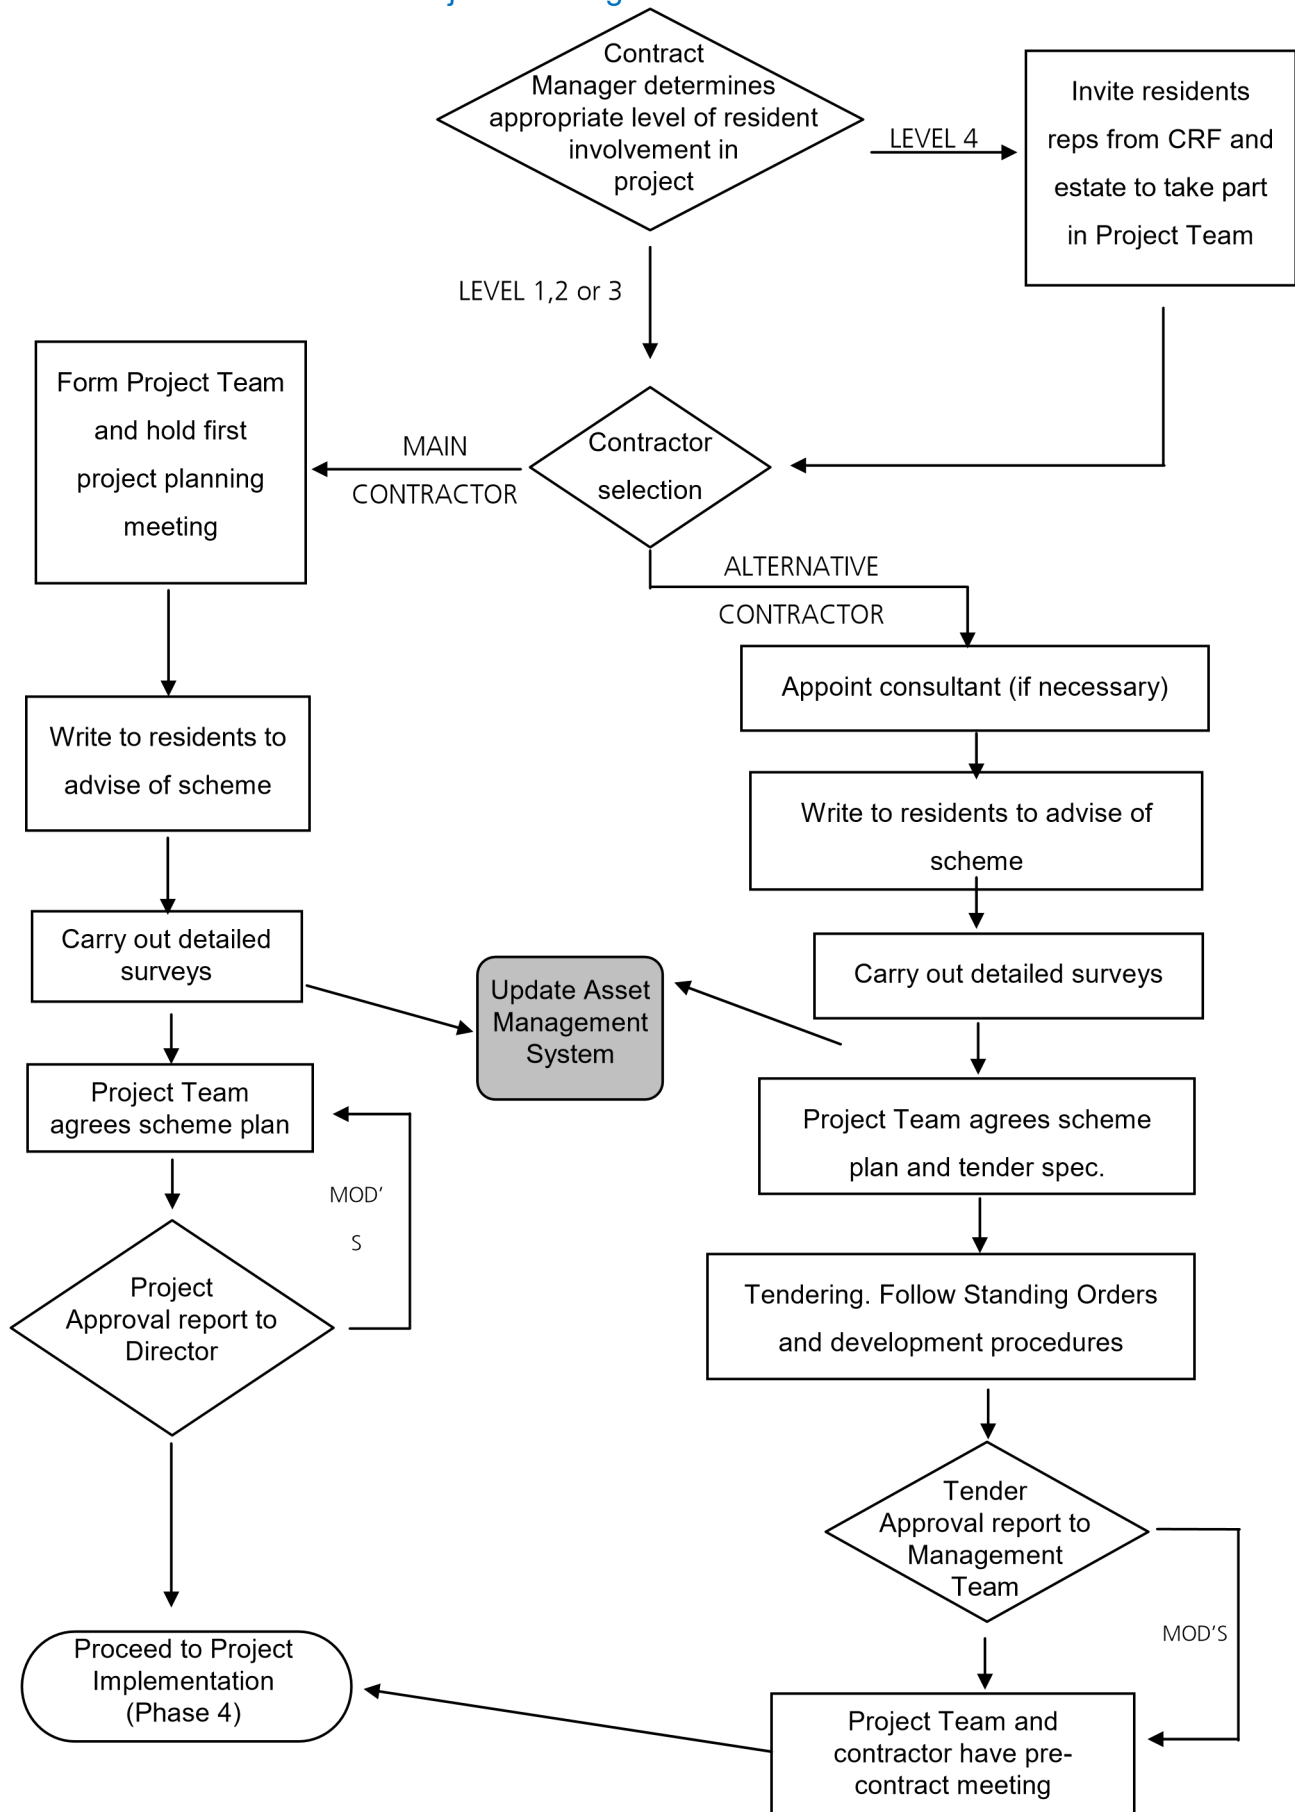 Contract
Manager determines
appropriate level of resident
involvement in
project
LEVEL 4
Invite residents
reps from CRF and
estate to take part
in Project Team
LEVEL 1,2 or 3
Form Project Team
and hold first
project planning
meeting
MAIN
CONTRACTOR
Contractor
selection
ALTERNATIVE
CONTRACTOR
Appoint consultant (if necessary)
Write to residents to
advise of scheme
Write to residents to advise of
scheme
Carry out detailed
surveys
Update Asset
Management
System
Carry out detailed surveys
Project Team
agrees scheme plan
Project Team agrees scheme
plan and tender spec.
MOD'
S
Project
Approval report to
Director
Tendering. Follow Standing Orders
and development procedures
Tender
Approval report to
Management
Team
MOD'S
Proceed to Project
Implementation
(Phase 4)
Project Team and
contractor have pre-
contract meeting